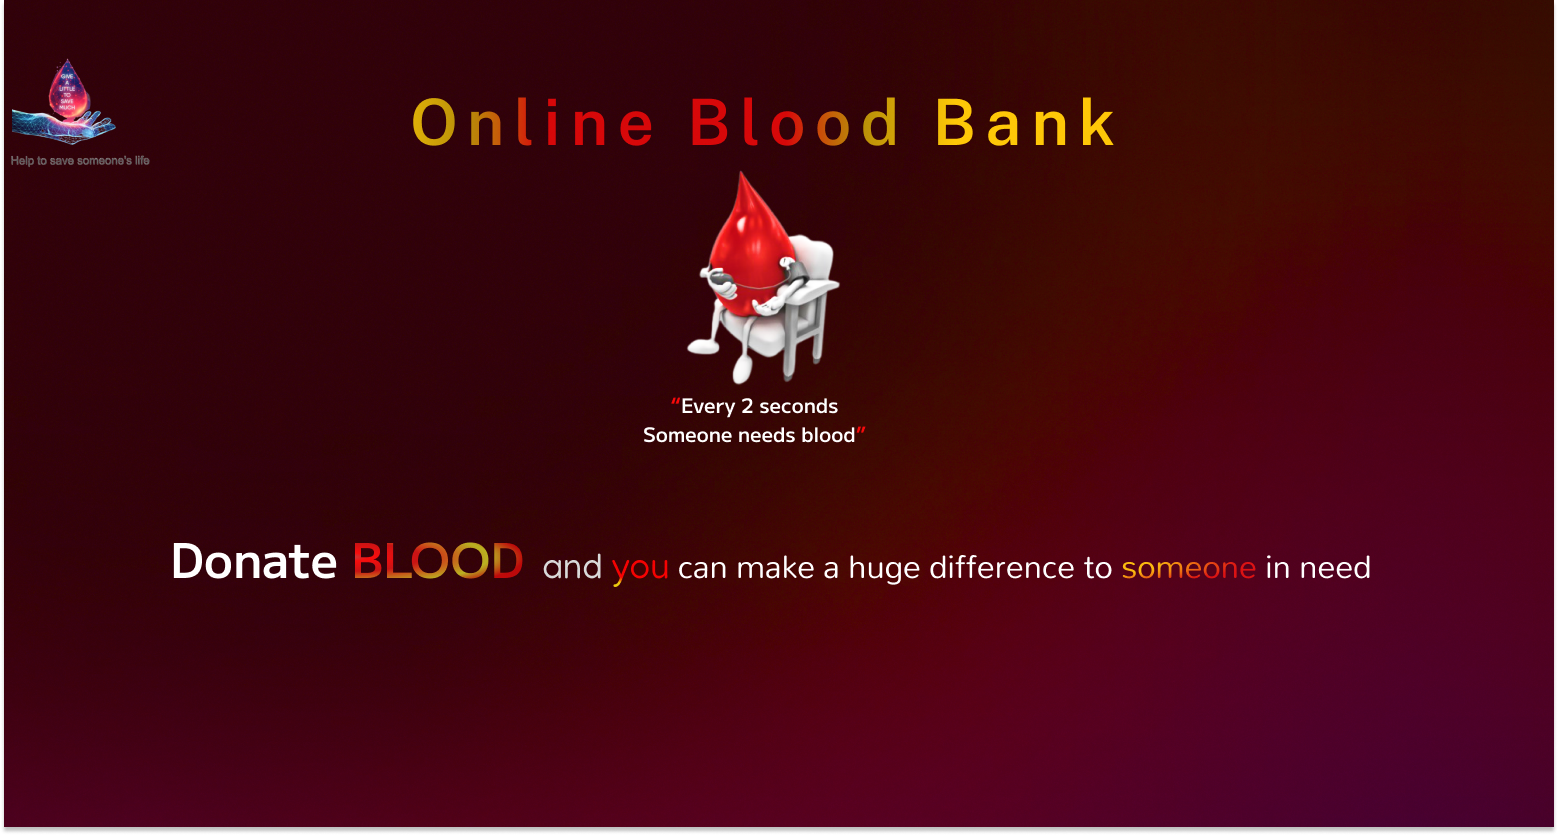 GIVE
A
LITTLE
TO
SAVE
MUCH
Help to save someone's life
Online Blood Bank
“Every 2 seconds
Someone needs blood”
Donate BLOOD and you can make a huge difference to someone in need